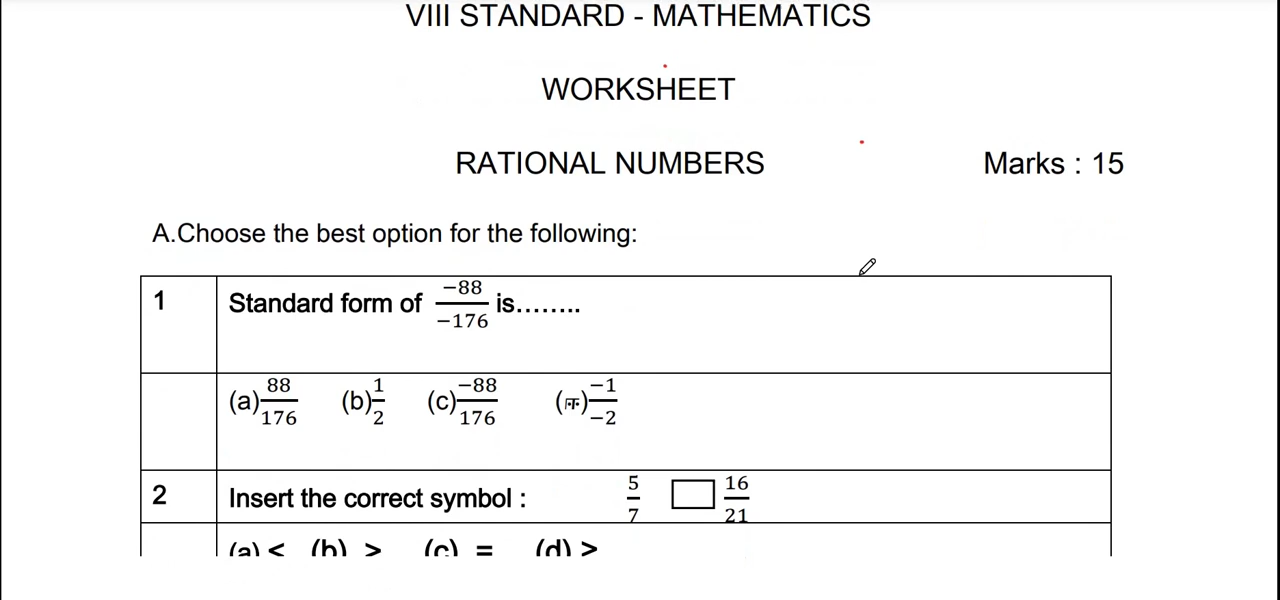 VIII STANDARD - MATHEMATICS
WORKSHEET
RATIONAL NUMBERS Marks : 15
A.Choose the best option for the following:
1 Standard form of −88/−176 is……..
(a) 88/176 (b) 1/2 (c) −88/176 (ஈ) −1/−2
2 Insert the correct symbol : 5/7 □ 16/21
(a) < (b) > (c) = (d) >